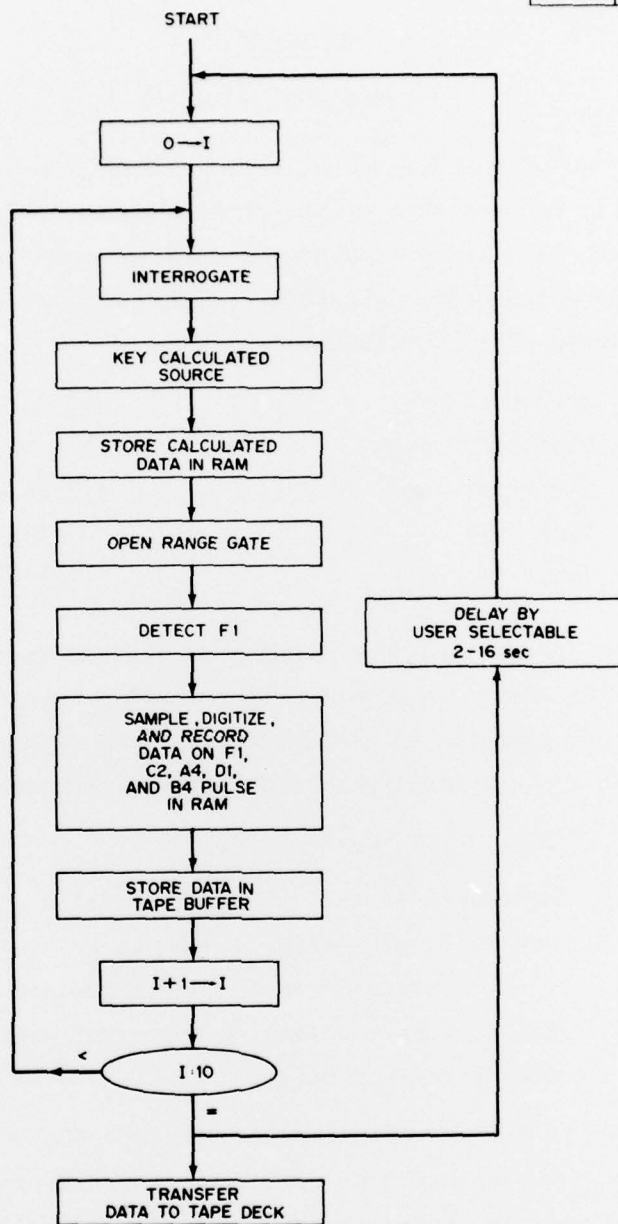 START
O→I
INTERROGATE
KEY CALCULATED
SOURCE
STORE CALCULATED
DATA IN RAM
OPEN RANGE GATE
DETECT F1
SAMPLE, DIGITIZE,
AND RECORD
DATA ON F1,
C2, A4, D1,
AND B4 PULSE
IN RAM
STORE DATA IN
TAPE BUFFER
I+1→I
<
I:10
=
TRANSFER
DATA TO TAPE DECK
DELAY BY
USER SELECTABLE
2-16 sec